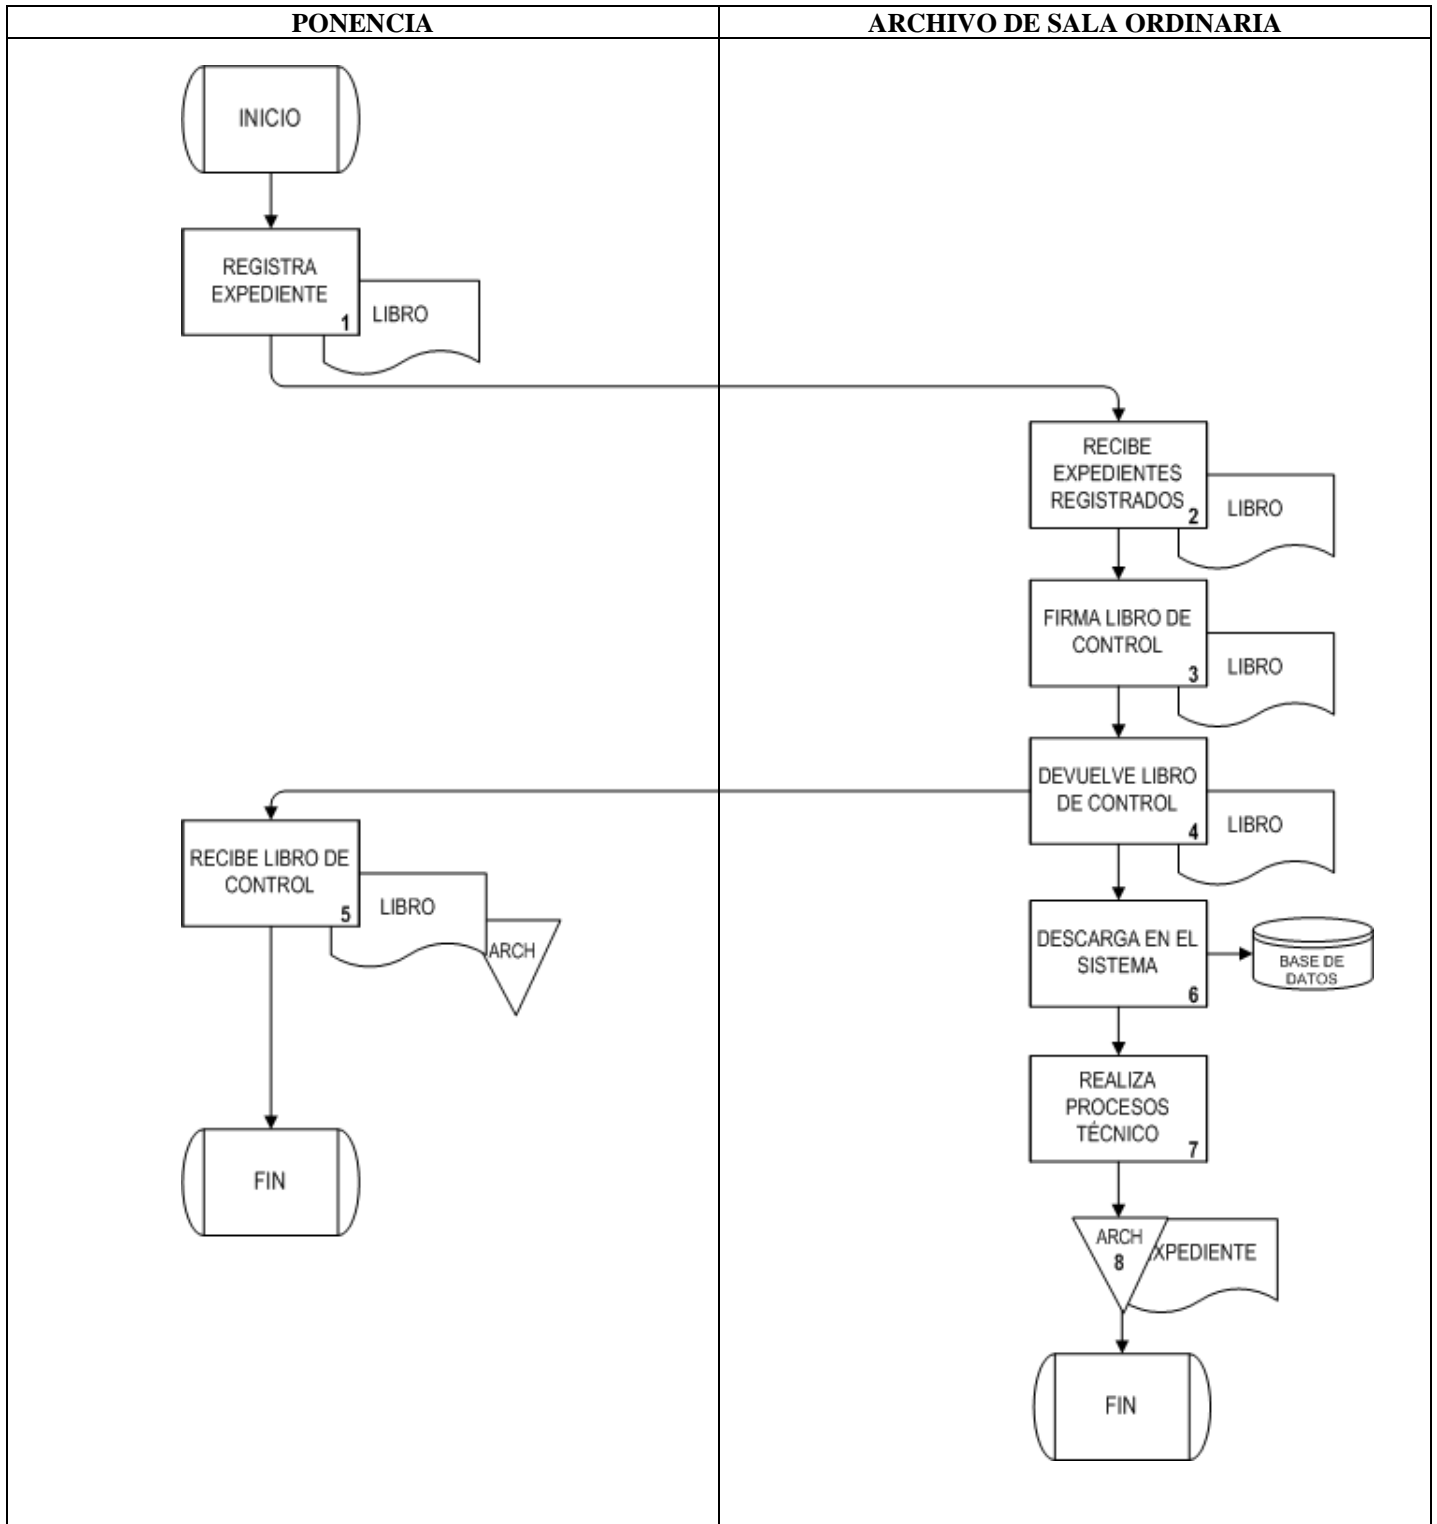 PONENCIA
ARCHIVO DE SALA ORDINARIA
INICIO
REGISTRA
EXPEDIENTE
1
LIBRO
RECIBE
EXPEDIENTES
REGISTRADOS
2
LIBRO
FIRMA LIBRO DE
CONTROL
3
LIBRO
DEVUELVE LIBRO
DE CONTROL
4
LIBRO
RECIBE LIBRO DE
CONTROL
5
LIBRO
ARCH
DESCARGA EN EL
SISTEMA
6
BASE DE
DATOS
REALIZA
PROCESOS
TÉCNICO
7
FIN
ARCH
8
XPEDIENTE
FIN